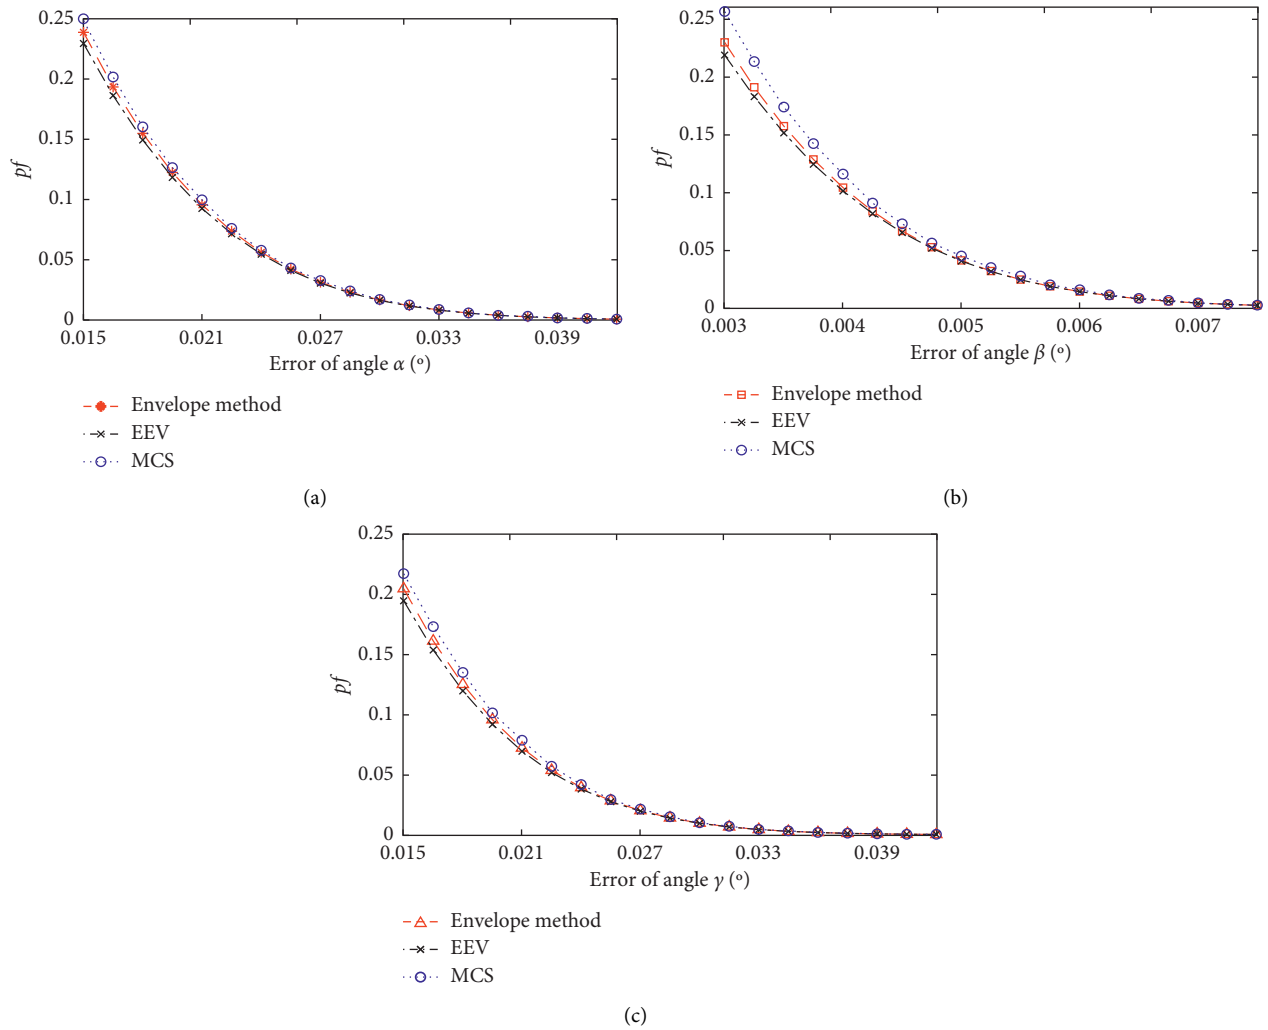 0.25
0.2
0.15
0.1
0.05
0
pf
0.015 0.021 0.027 0.033 0.039
Error of angle α (º)
Envelope method
EEV
MCS
(a)
0.25
0.2
0.15
0.1
0.05
0
pf
0.003 0.004 0.005 0.006 0.007
Error of angle β (º)
Envelope method
EEV
MCS
(b)
0.25
0.2
0.15
0.1
0.05
0
pf
0.015 0.021 0.027 0.033 0.039
Error of angle γ (º)
Envelope method
EEV
MCS
(c)